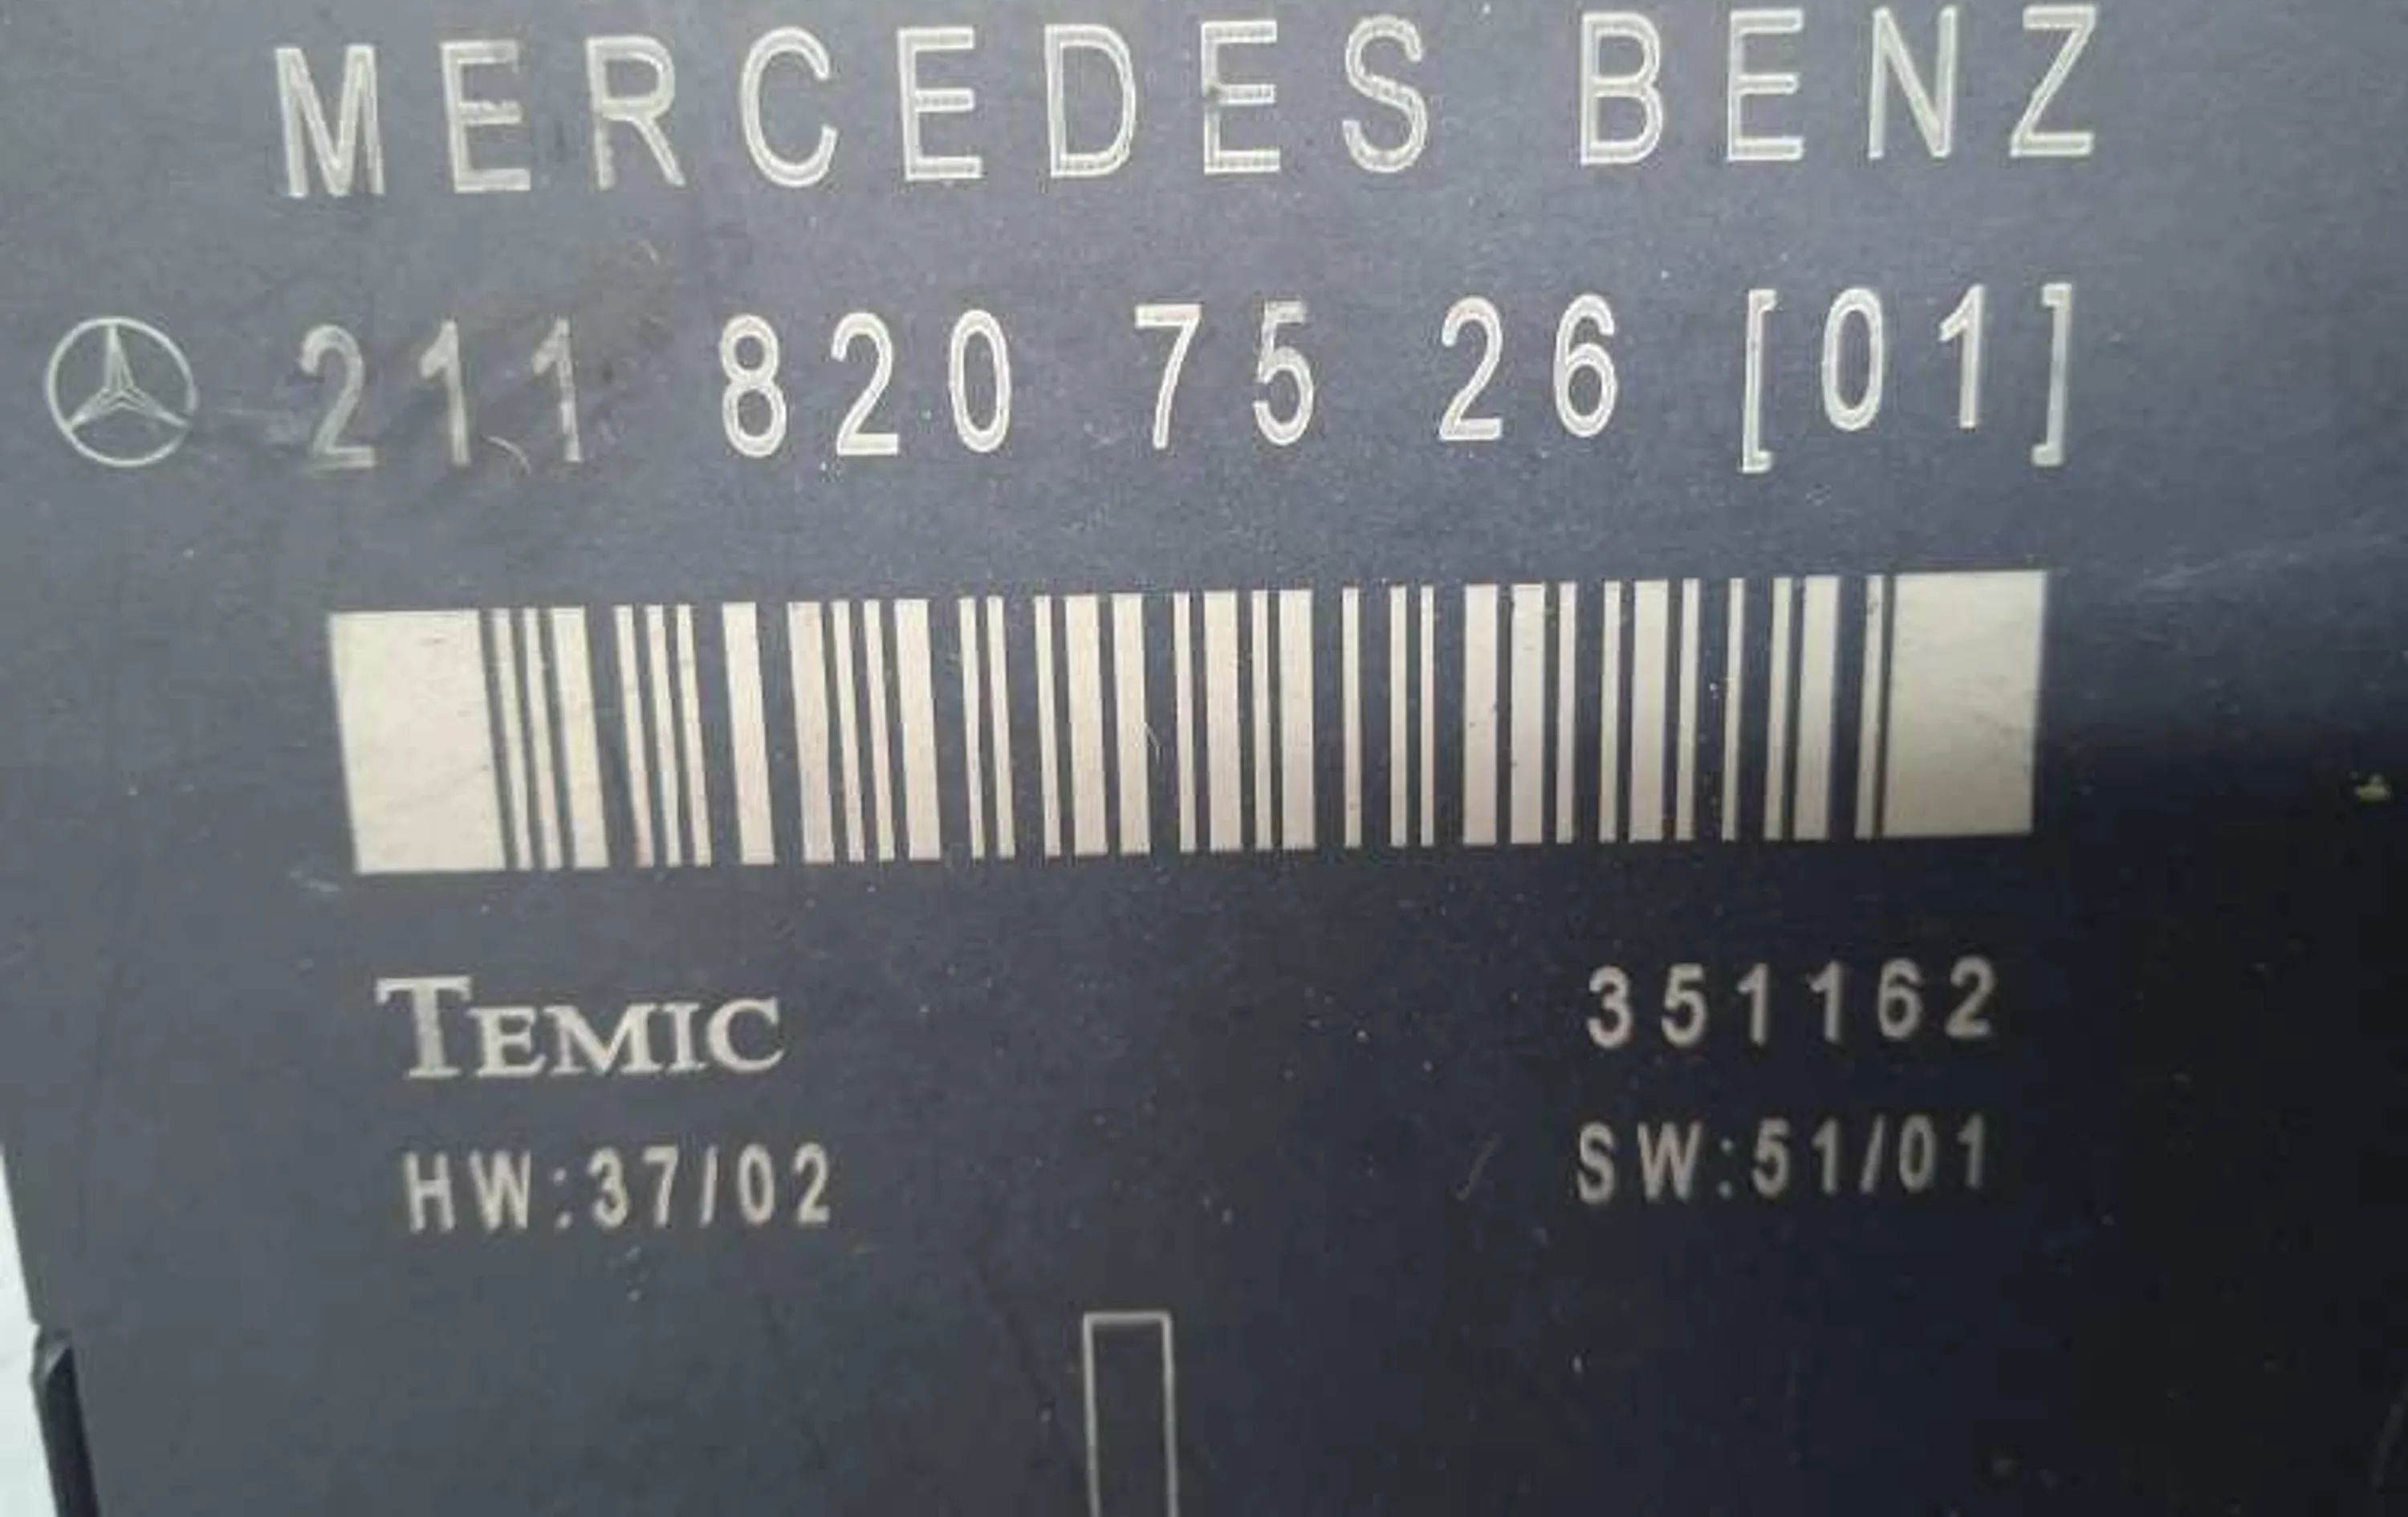 MERCEDES BENZ
211 820 75 26 [01]
TEMIC 351162
HW:37/02 SW:51/01